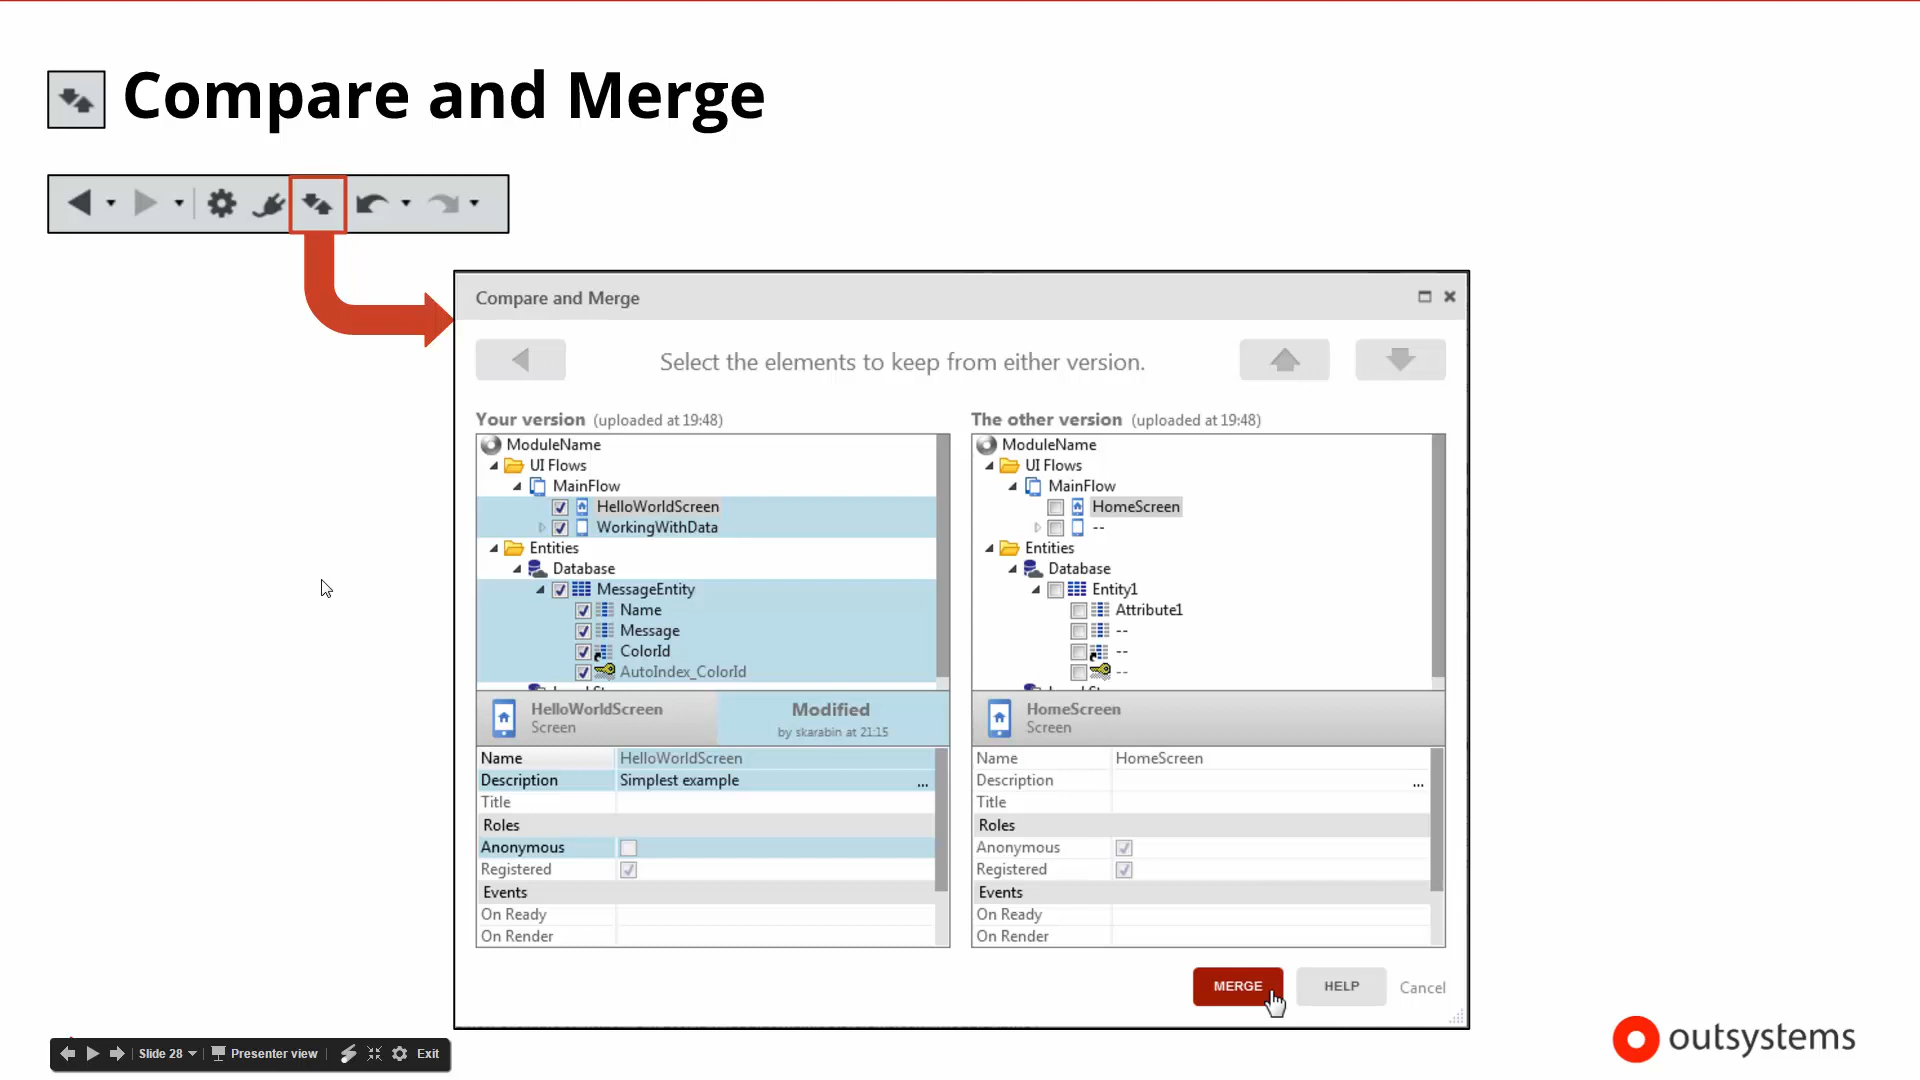 Compare and Merge
Compare and Merge
Select the elements to keep from either version.
Your version (uploaded at 19:48)
ModuleName
UI Flows
MainFlow
HelloWorldScreen
WorkingWithData
Entities
Database
MessageEntity
Name
Message
ColorId
AutoIndex_ColorId
HelloWorldScreen
Screen
Modified
by skarabin at 21:15
Name HelloWorldScreen
Description Simplest example ...
Title
Roles
Anonymous
Registered
Events
On Ready
On Render
The other version (uploaded at 19:48)
ModuleName
UI Flows
MainFlow
HomeScreen
--
Entities
Database
Entity1
Attribute1
--
--
--
HomeScreen
Screen
Name HomeScreen
Description ...
Title
Roles
Anonymous
Registered
Events
On Ready
On Render
MERGE HELP Cancel
Slide 28 Presenter view Exit
outsystems